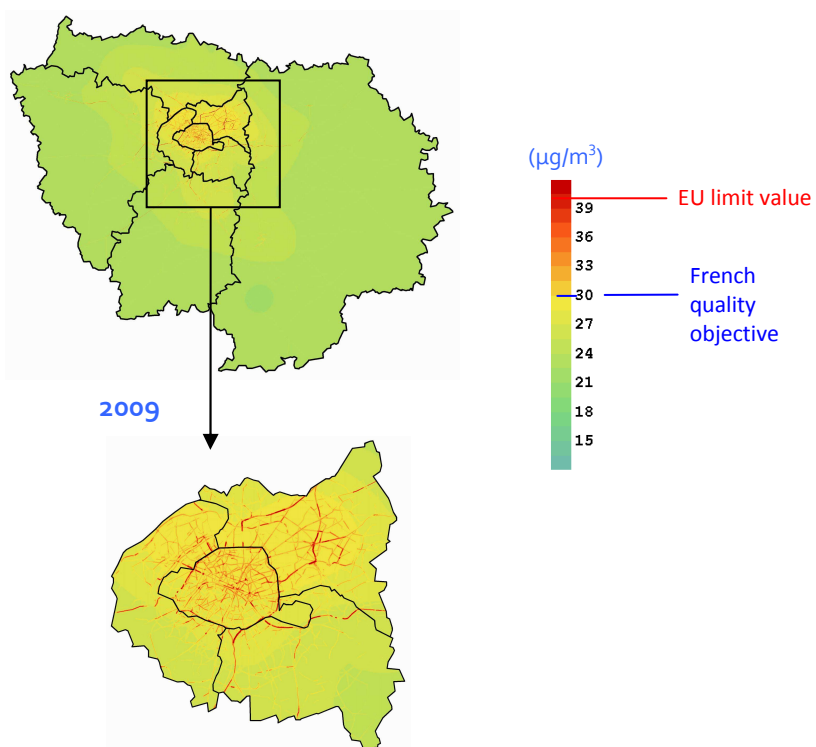 (µg/m³)
39
EU limit value
36
33
30
French
quality
objective
27
24
21
18
15
2009